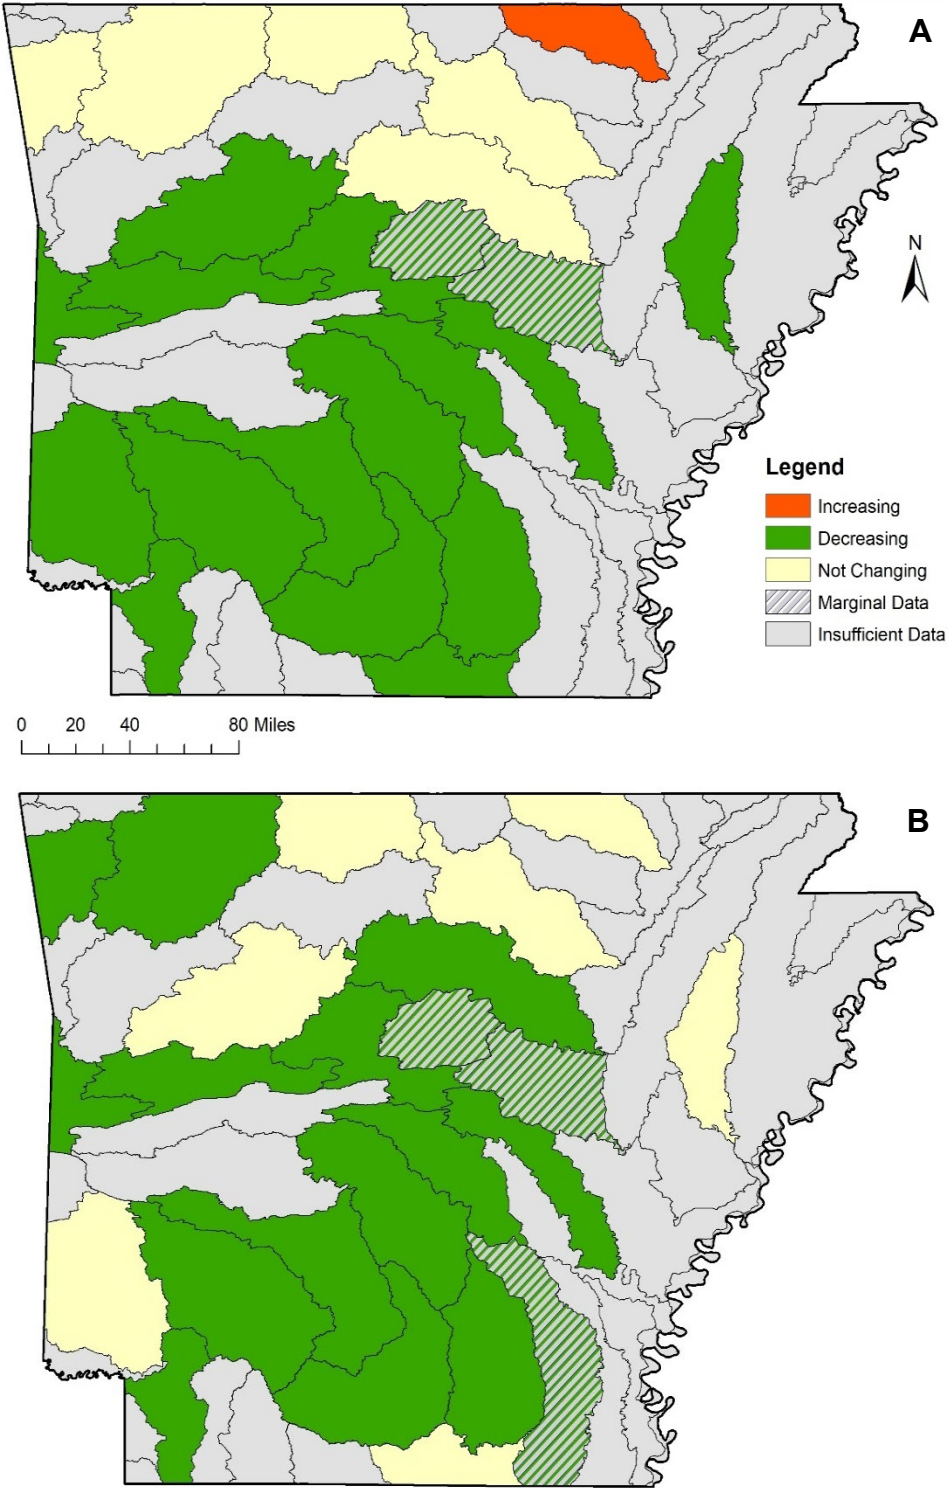 A
N
Legend
Increasing
Decreasing
Not Changing
Marginal Data
Insufficient Data
0 20 40 80 Miles
B